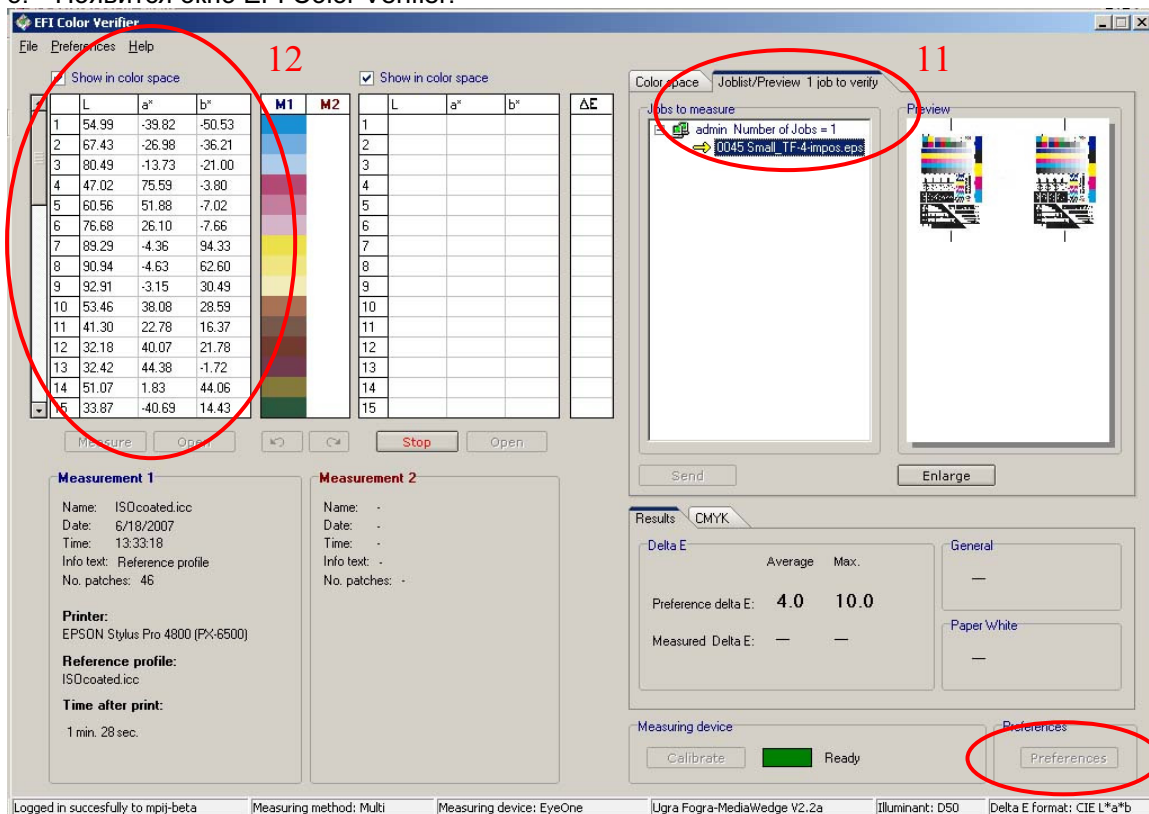 Появится окно EFI Color Verifier.
EFI Color Verifier
File Preferences Help
12
11
Show in color space
L a* b* M1 M2
1 54.99 -39.82 -50.53
2 67.43 -26.98 -36.21
3 80.49 -13.73 -21.00
4 47.02 75.59 -3.80
5 60.56 51.88 -7.02
6 76.68 26.10 -7.66
7 89.29 -4.36 94.33
8 90.94 -4.63 62.60
9 92.91 -3.15 30.49
10 53.46 38.08 28.59
11 41.30 22.78 16.37
12 32.18 40.07 21.78
13 32.42 44.38 -1.72
14 51.07 1.83 44.06
15 33.87 -40.69 14.43
Measure Open
Show in color space
L a* b* ΔE
1
2
3
4
5
6
7
8
9
10
11
12
13
14
15
Stop Open
Color space Joblist/Preview 1 job to verify
Jobs to measure
admin Number of Jobs = 1
0045 Small_TF-4-impos.eps
Preview
Send
Enlarge
Measurement 1
Name: ISOcoated.icc
Date: 6/18/2007
Time: 13:33:18
Info text: Reference profile
No. patches: 46
Printer:
EPSON Stylus Pro 4800 (PX-6500)
Reference profile:
ISOcoated.icc
Time after print:
1 min. 28 sec.
Measurement 2
Name: -
Date: -
Time: -
Info text: -
No. patches: -
Results CMYK
Delta E
Average Max.
Preference delta E: 4.0 10.0
Measured Delta E: — —
General
—
Paper White
—
Measuring device
Calibrate Ready
Preferences
Preferences
Logged in succesfully to mpij-beta Measuring method: Multi Measuring device: EyeOne Ugra Fogra-MediaWedge V2.2a Illuminant: D50 Delta E format: CIE L*a*b